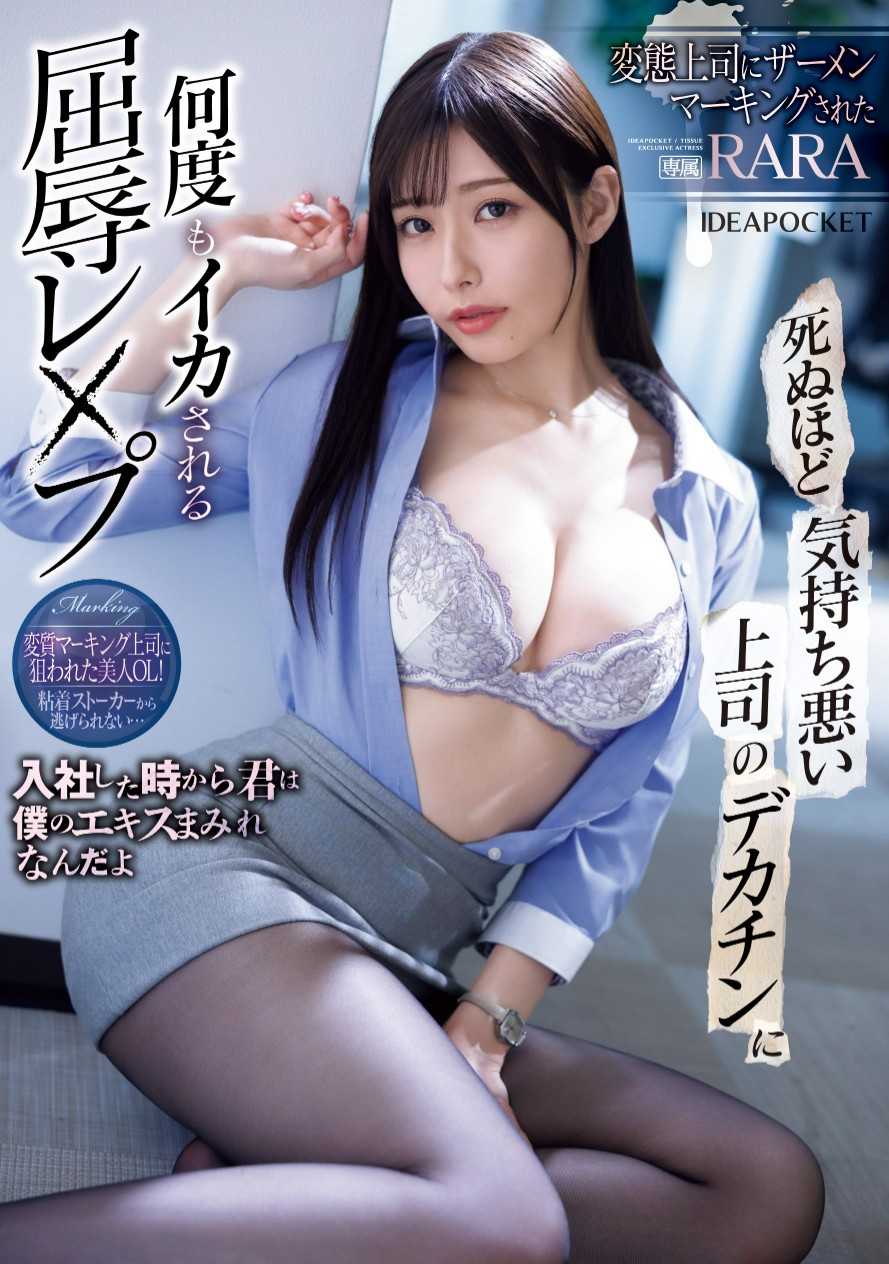 変態上司にザーメン
マーキングされた
IDEAPOCKET / TISSUE
EXCLUSIVE ACTRESS
専属
RARA
IDEAPOCKET
死ぬほど気持ち悪い
上司のデカチンに
何度もイカされる
屈辱レ×プ
Marking
変質マーキング上司に
狙われた美人OL!
粘着ストーカーから
逃げられない…
入社した時から君は
僕のエキスまみれ
なんだよ